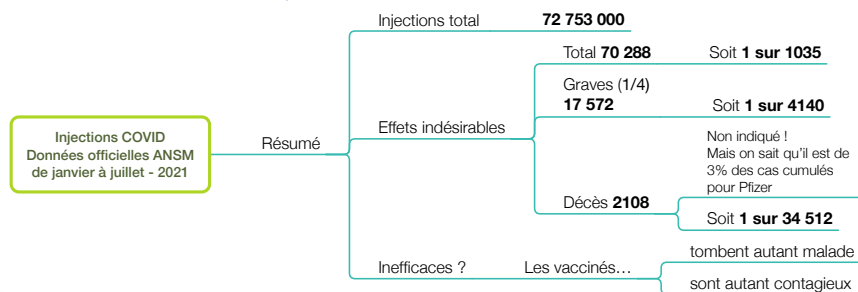 Injections COVID
Données officielles ANSM
de janvier à juillet - 2021
Résumé
Injections total
72 753 000
Effets indésirables
Total 70 288
Soit 1 sur 1035
Graves (1/4)
17 572
Soit 1 sur 4140
Décès 2108
Non indiqué !
Mais on sait qu'il est de
3% des cas cumulés
pour Pfizer
Soit 1 sur 34 512
Inefficaces ?
Les vaccinés…
tombent autant malade
sont autant contagieux